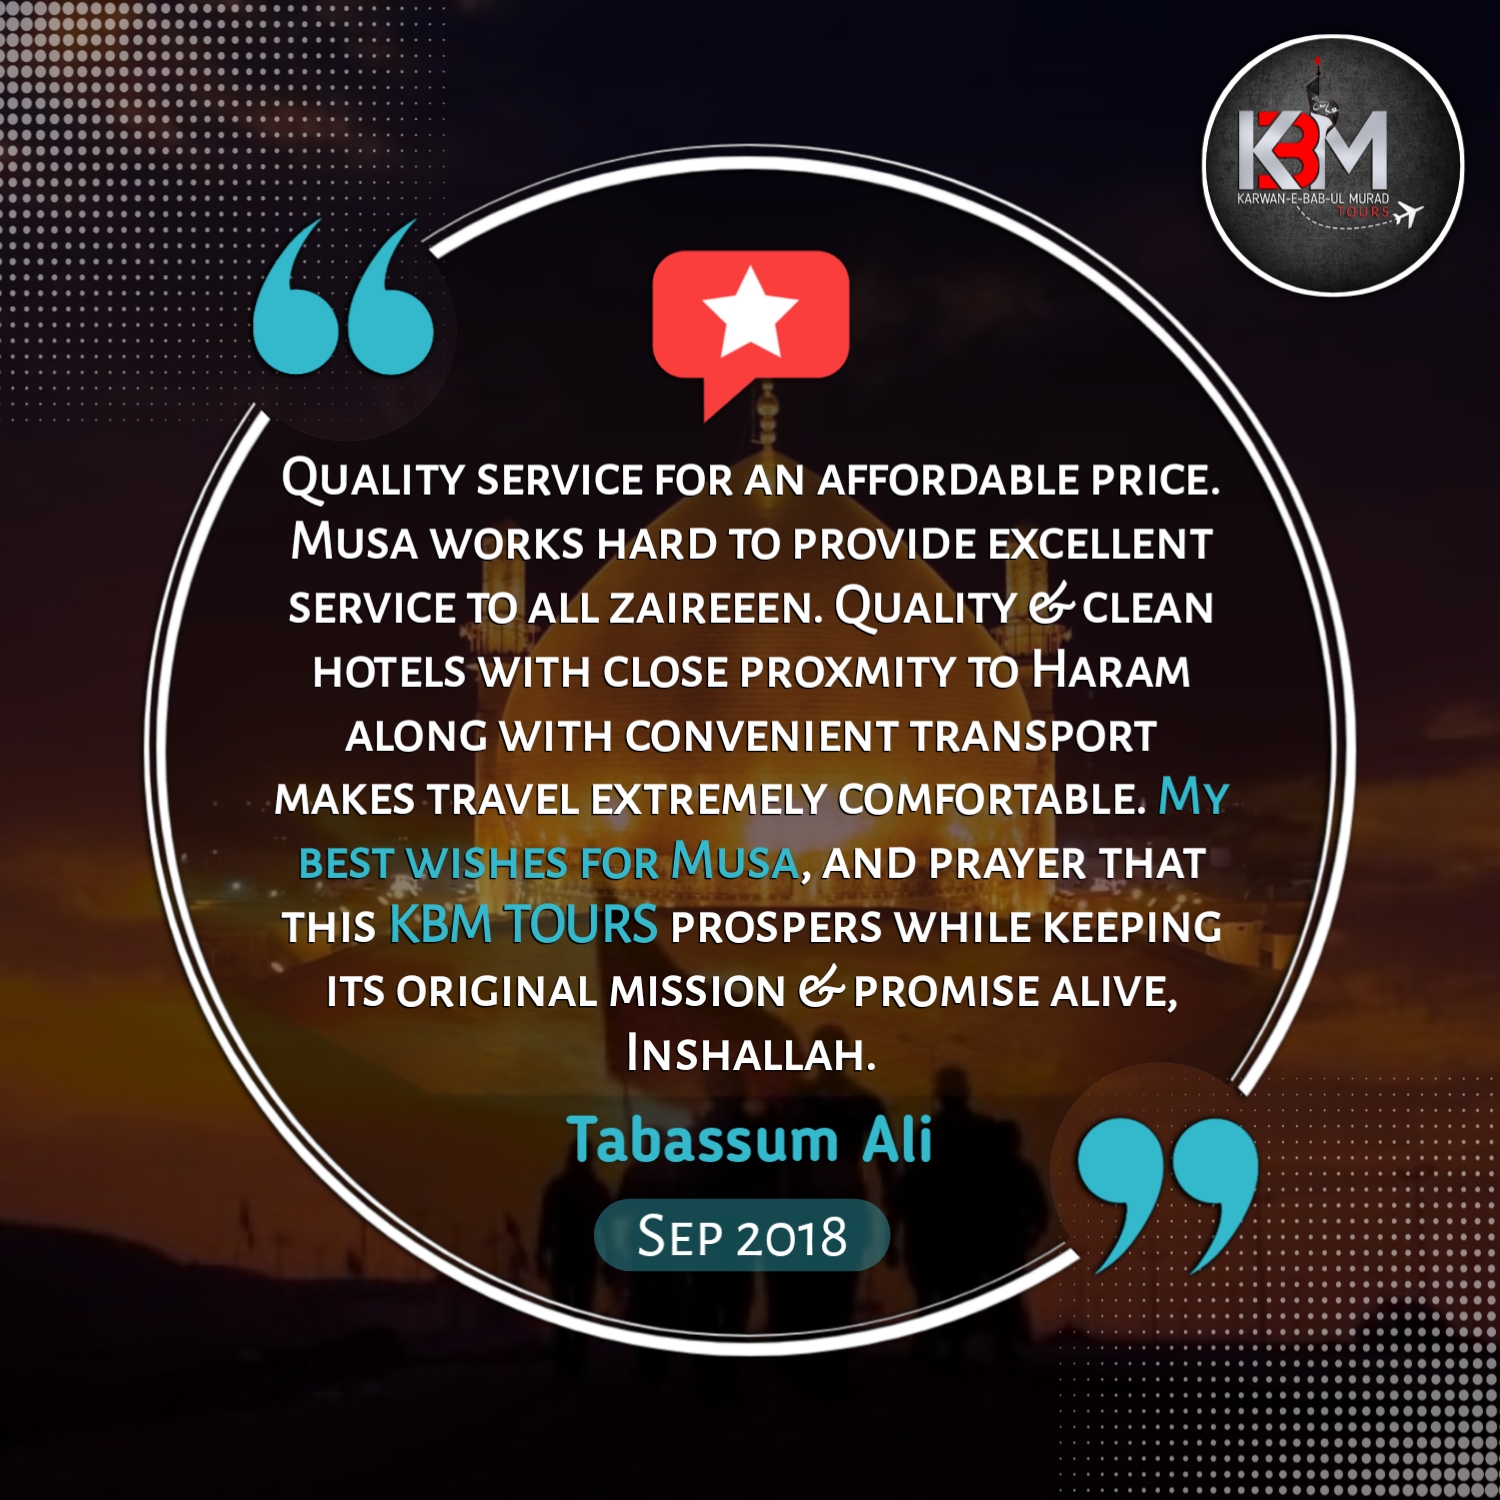 KBM
KARWAN-E-BAB-UL MURAD
TOURS
Quality service for an affordable price.
Musa works hard to provide excellent
service to all zaireeen. Quality & clean
hotels with close proxmity to Haram
along with convenient transport
makes travel extremely comfortable. My
best wishes for Musa, and prayer that
this KBM TOURS prospers while keeping
its original mission & promise alive,
Inshallah.
Tabassum Ali
Sep 2018